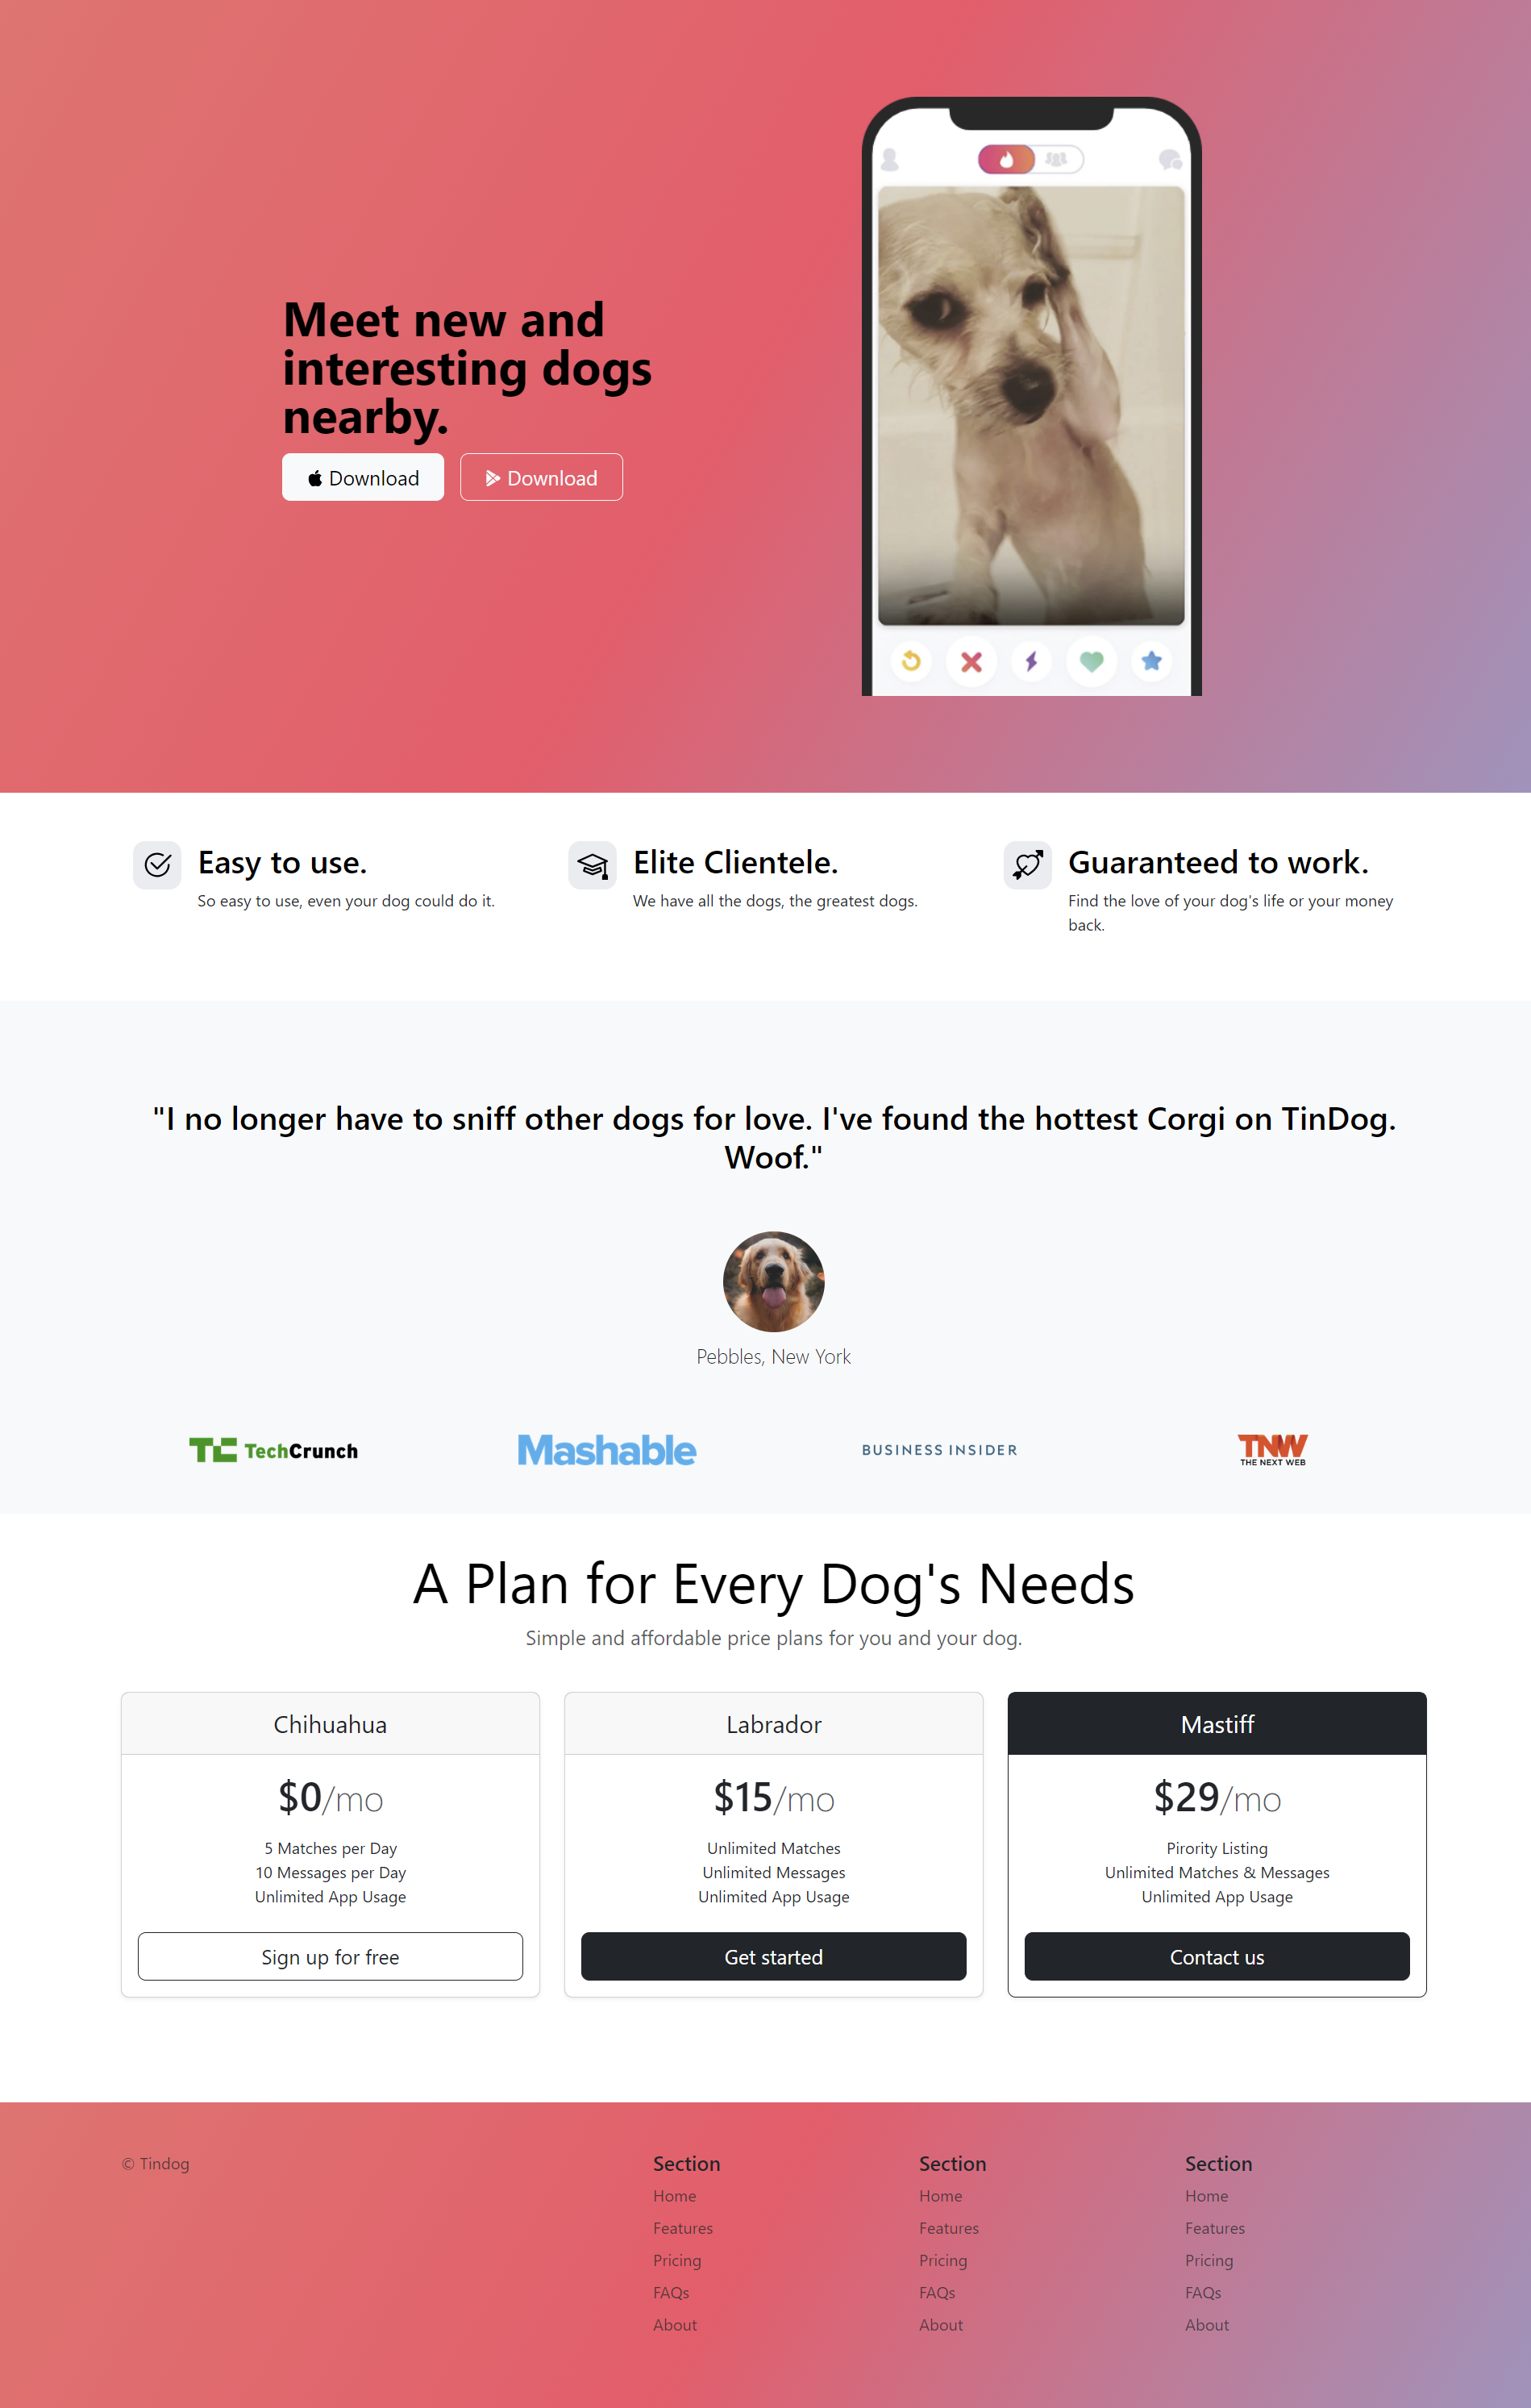 Meet new and
interesting dogs
nearby.
Download
Download
Easy to use.
So easy to use, even your dog could do it.
Elite Clientele.
We have all the dogs, the greatest dogs.
Guaranteed to work.
Find the love of your dog's life or your money
back.
"I no longer have to sniff other dogs for love. I've found the hottest Corgi on TinDog.
Woof."
Pebbles, New York
TC TechCrunch
Mashable
BUSINESS INSIDER
TNW
THE NEXT WEB
A Plan for Every Dog's Needs
Simple and affordable price plans for you and your dog.
Chihuahua
$0/mo
5 Matches per Day
10 Messages per Day
Unlimited App Usage
Sign up for free
Labrador
$15/mo
Unlimited Matches
Unlimited Messages
Unlimited App Usage
Get started
Mastiff
$29/mo
Pirority Listing
Unlimited Matches & Messages
Unlimited App Usage
Contact us
© Tindog
Section
Home
Features
Pricing
FAQs
About
Section
Home
Features
Pricing
FAQs
About
Section
Home
Features
Pricing
FAQs
About